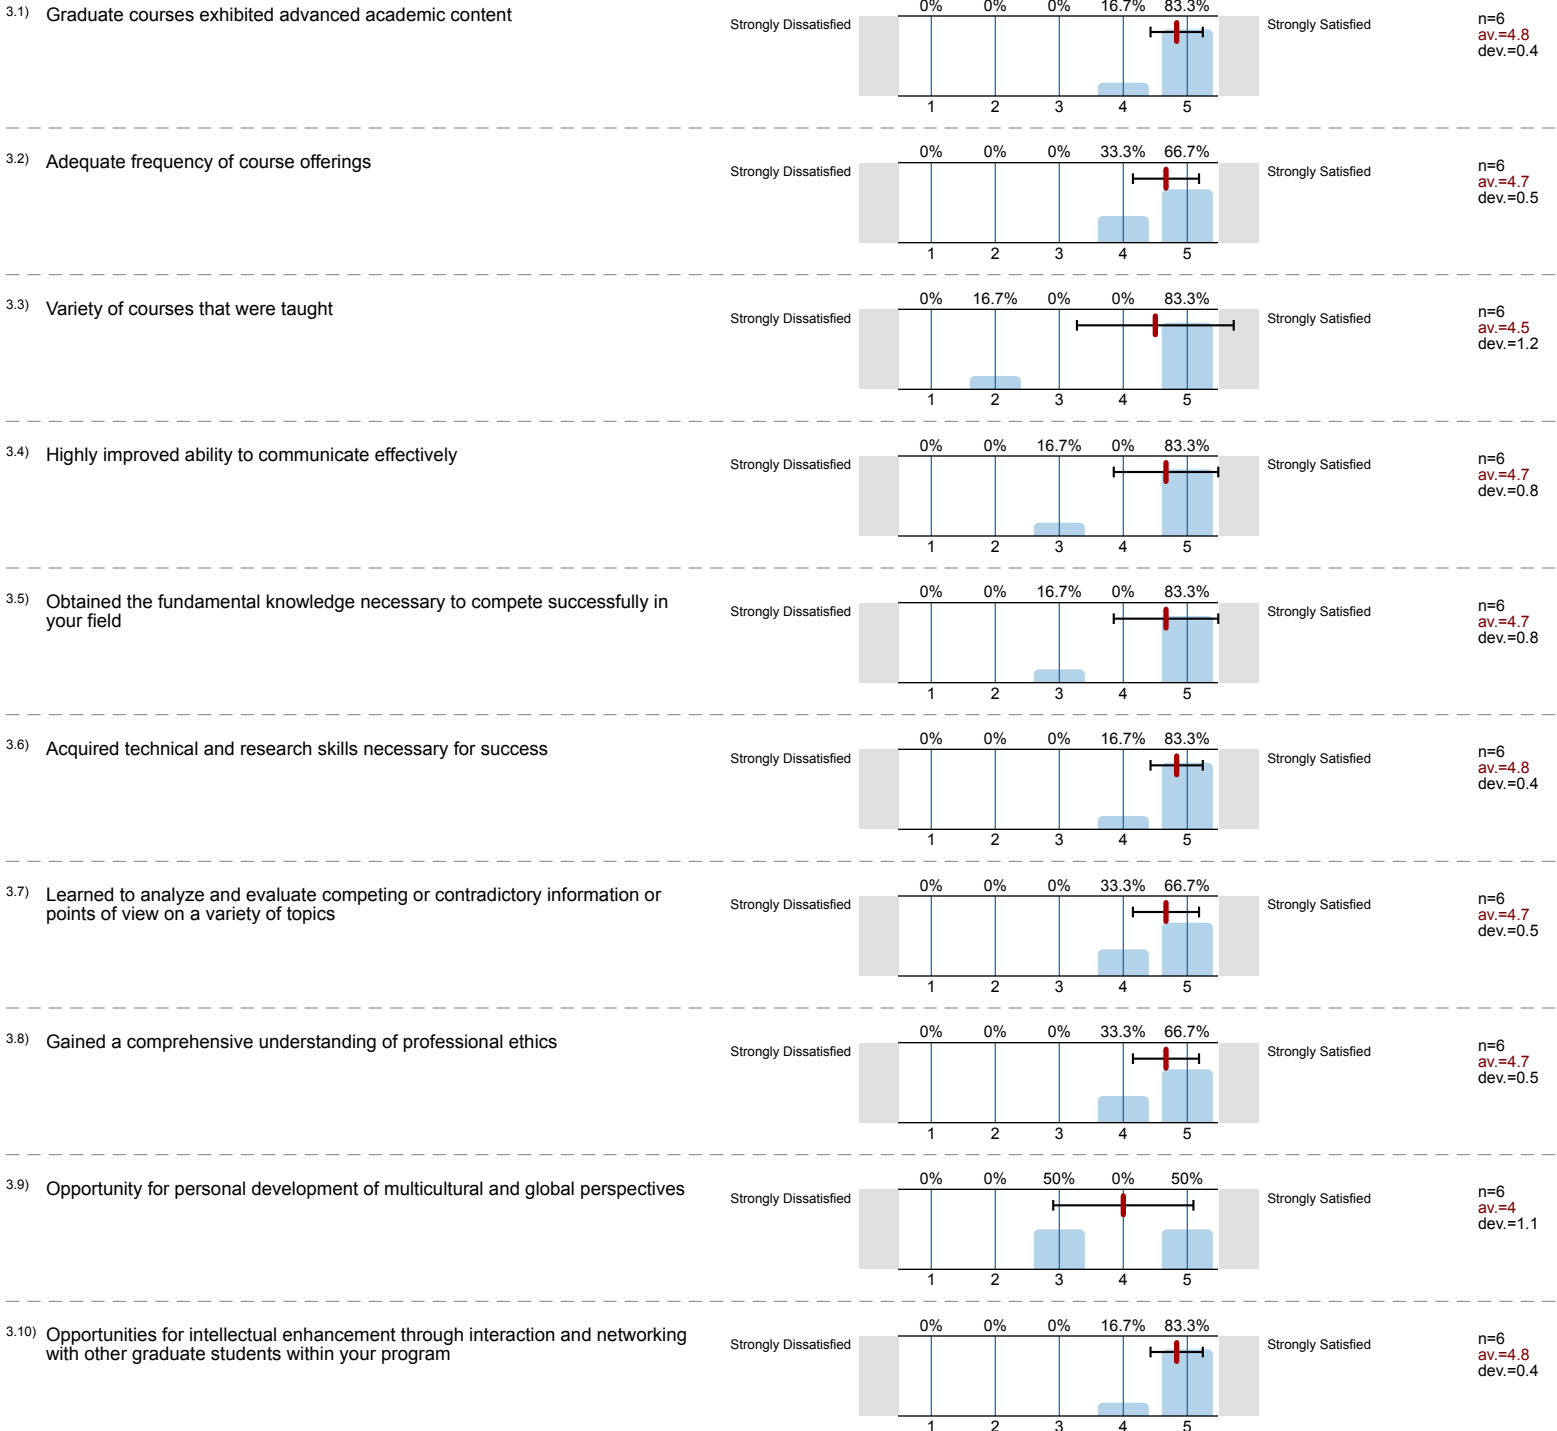 3.1) Graduate courses exhibited advanced academic content
0% 0% 0% 16.7% 83.3%
Strongly Dissatisfied Strongly Satisfied
n=6
av.=4.8
dev.=0.4
1 2 3 4 5
3.2) Adequate frequency of course offerings
0% 0% 0% 33.3% 66.7%
Strongly Dissatisfied Strongly Satisfied
n=6
av.=4.7
dev.=0.5
1 2 3 4 5
3.3) Variety of courses that were taught
0% 16.7% 0% 0% 83.3%
Strongly Dissatisfied Strongly Satisfied
n=6
av.=4.5
dev.=1.2
1 2 3 4 5
3.4) Highly improved ability to communicate effectively
0% 0% 16.7% 0% 83.3%
Strongly Dissatisfied Strongly Satisfied
n=6
av.=4.7
dev.=0.8
1 2 3 4 5
3.5) Obtained the fundamental knowledge necessary to compete successfully in
your field
0% 0% 16.7% 0% 83.3%
Strongly Dissatisfied Strongly Satisfied
n=6
av.=4.7
dev.=0.8
1 2 3 4 5
3.6) Acquired technical and research skills necessary for success
0% 0% 0% 16.7% 83.3%
Strongly Dissatisfied Strongly Satisfied
n=6
av.=4.8
dev.=0.4
1 2 3 4 5
3.7) Learned to analyze and evaluate competing or contradictory information or
points of view on a variety of topics
0% 0% 0% 33.3% 66.7%
Strongly Dissatisfied Strongly Satisfied
n=6
av.=4.7
dev.=0.5
1 2 3 4 5
3.8) Gained a comprehensive understanding of professional ethics
0% 0% 0% 33.3% 66.7%
Strongly Dissatisfied Strongly Satisfied
n=6
av.=4.7
dev.=0.5
1 2 3 4 5
3.9) Opportunity for personal development of multicultural and global perspectives
0% 0% 50% 0% 50%
Strongly Dissatisfied Strongly Satisfied
n=6
av.=4
dev.=1.1
1 2 3 4 5
3.10) Opportunities for intellectual enhancement through interaction and networking
with other graduate students within your program
0% 0% 0% 16.7% 83.3%
Strongly Dissatisfied Strongly Satisfied
n=6
av.=4.8
dev.=0.4
1 2 3 4 5